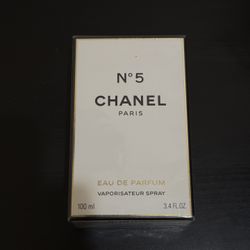 N°5
CHANEL
PARIS
EAU DE PARFUM
VAPORISATEUR SPRAY
100 ml 3.4 FL.OZ.